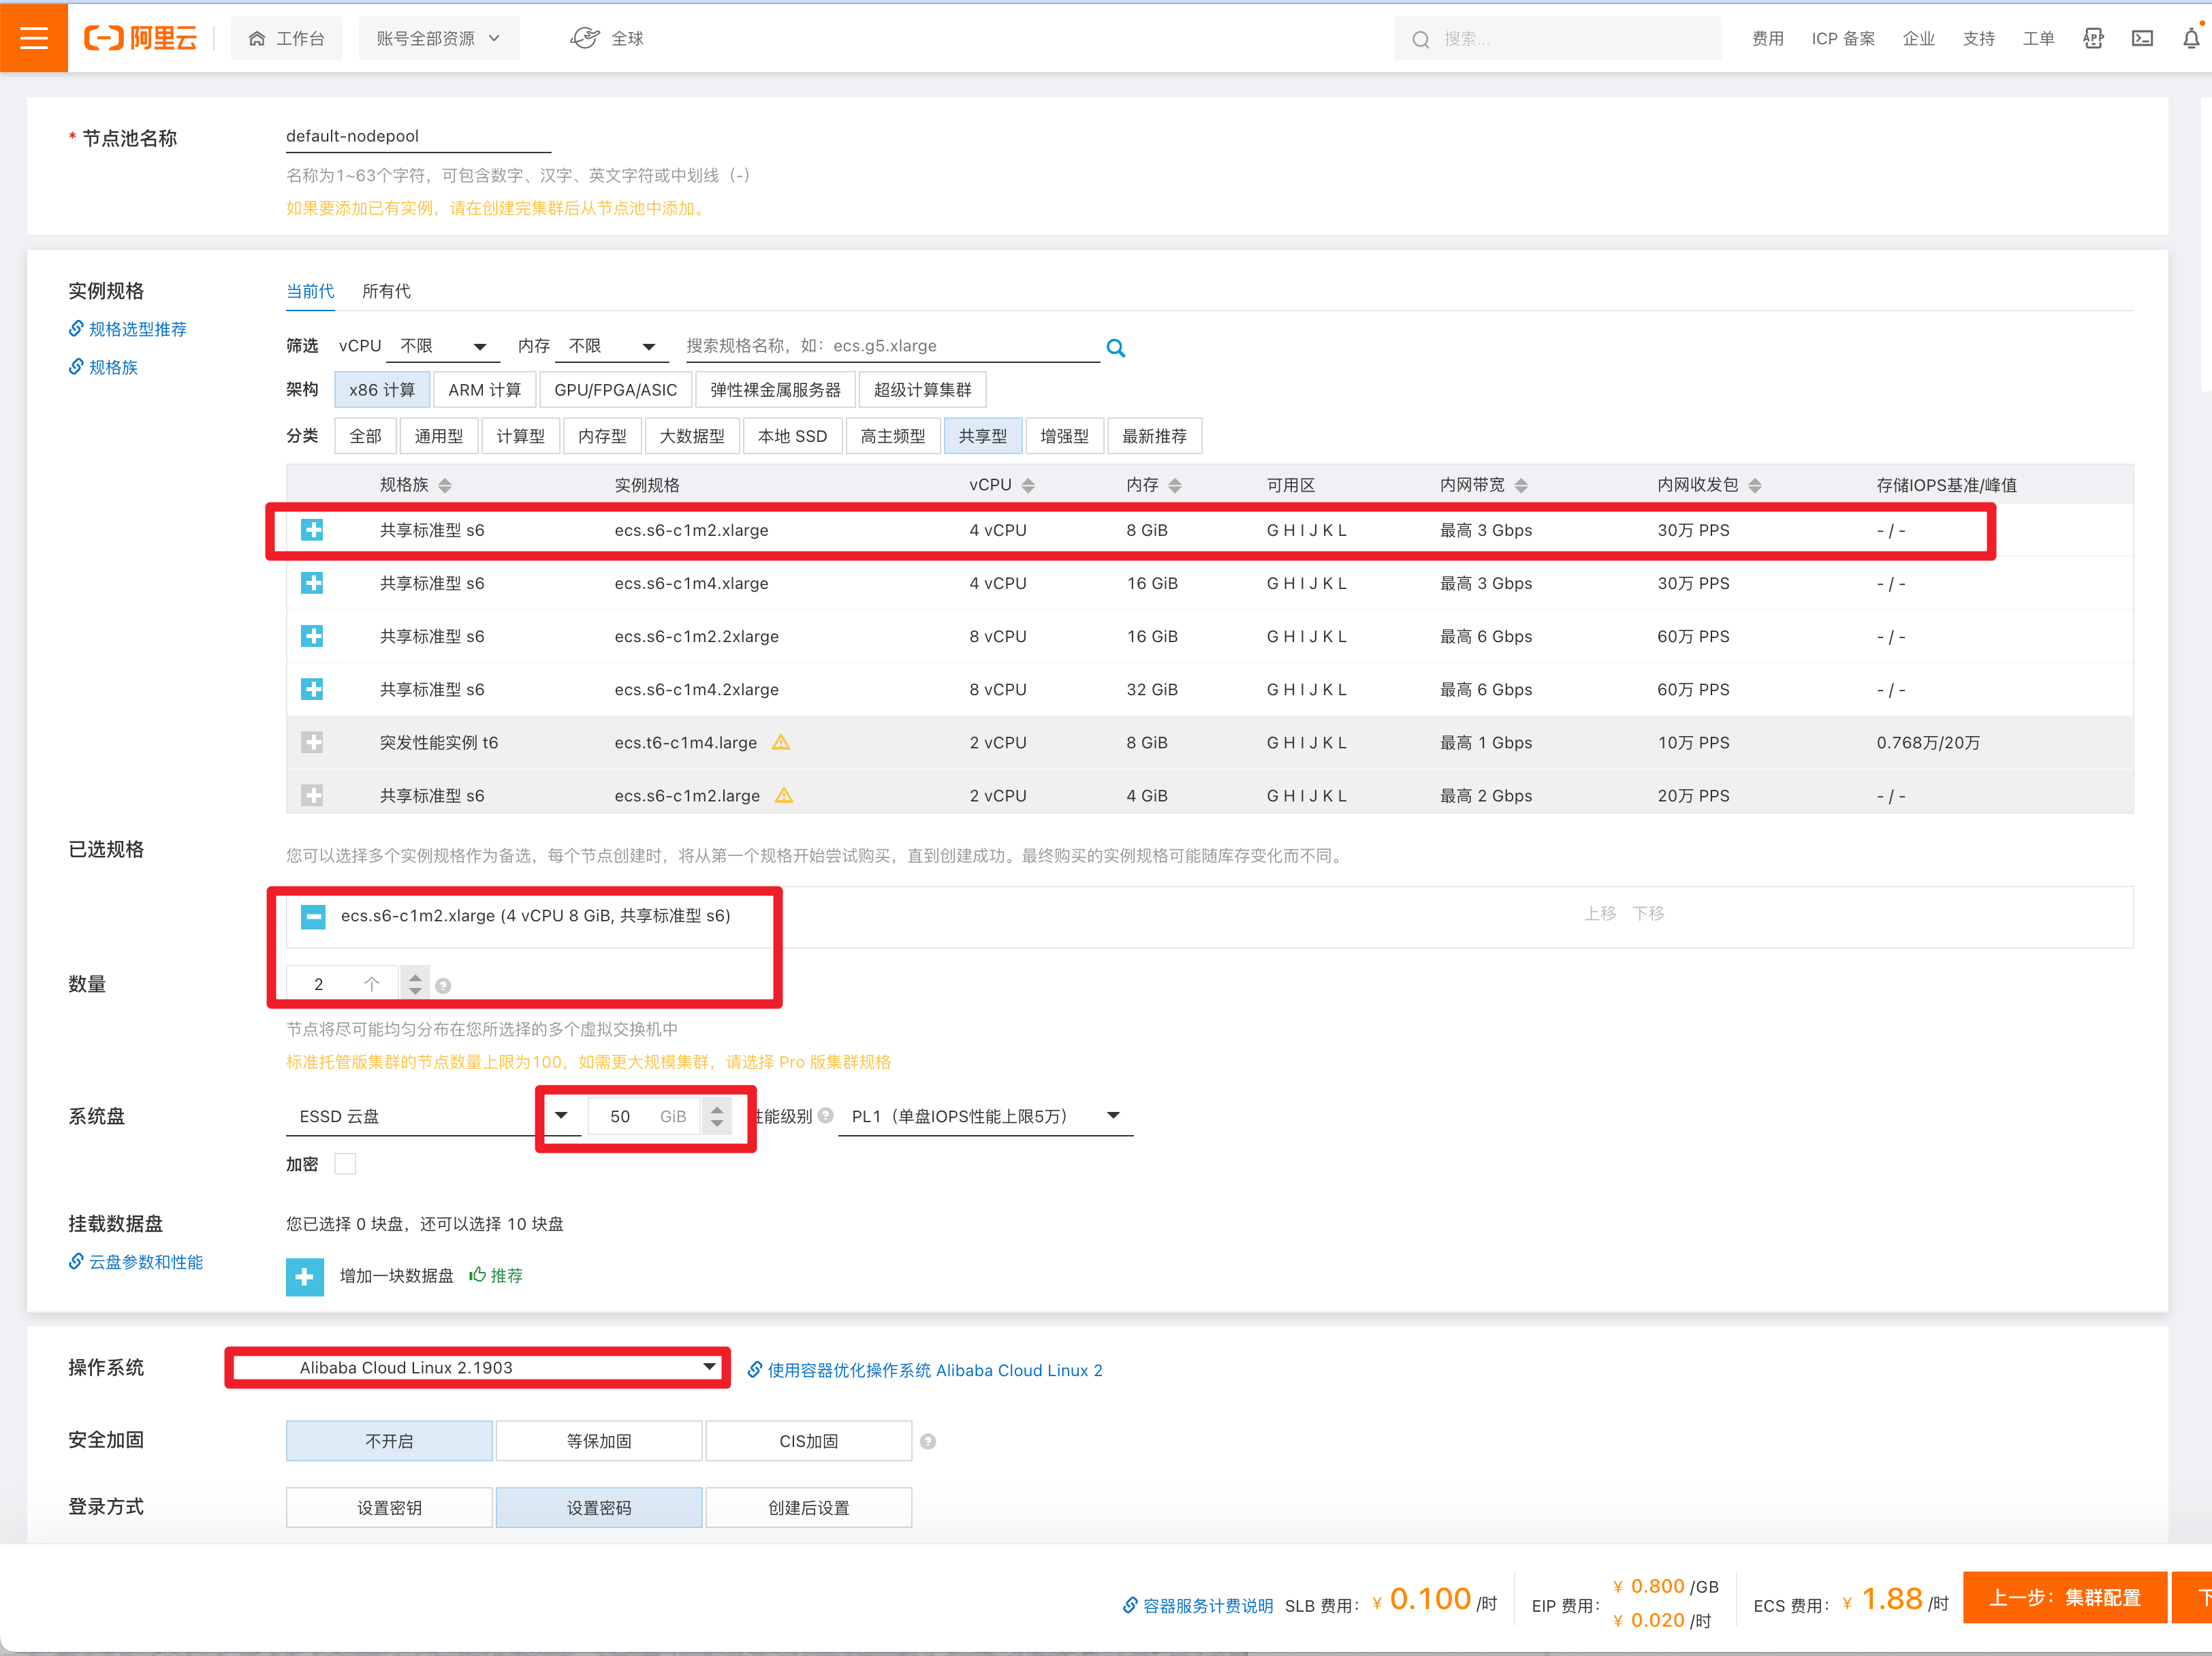 阿里云 工作台 账号全部资源 全球 搜索... 费用 ICP 备案 企业 支持 工单
* 节点池名称 default-nodepool
名称为1~63个字符，可包含数字、汉字、英文字符或中划线（-）
如果要添加已有实例，请在创建完集群后从节点池中添加。
实例规格 当前代 所有代
规格选型推荐
筛选 vCPU 不限 内存 不限 搜索规格名称，如：ecs.g5.xlarge
规格族
架构 x86 计算 ARM 计算 GPU/FPGA/ASIC 弹性裸金属服务器 超级计算集群
分类 全部 通用型 计算型 内存型 大数据型 本地 SSD 高主频型 共享型 增强型 最新推荐
规格族 实例规格 vCPU 内存 可用区 内网带宽 内网收发包 存储IOPS基准/峰值
共享标准型 s6 ecs.s6-c1m2.xlarge 4 vCPU 8 GiB G H I J K L 最高 3 Gbps 30万 PPS - / -
共享标准型 s6 ecs.s6-c1m4.xlarge 4 vCPU 16 GiB G H I J K L 最高 3 Gbps 30万 PPS - / -
共享标准型 s6 ecs.s6-c1m2.2xlarge 8 vCPU 16 GiB G H I J K L 最高 6 Gbps 60万 PPS - / -
共享标准型 s6 ecs.s6-c1m4.2xlarge 8 vCPU 32 GiB G H I J K L 最高 6 Gbps 60万 PPS - / -
突发性能实例 t6 ecs.t6-c1m4.large 2 vCPU 8 GiB G H I J K L 最高 1 Gbps 10万 PPS 0.768万/20万
共享标准型 s6 ecs.s6-c1m2.large 2 vCPU 4 GiB G H I J K L 最高 2 Gbps 20万 PPS - / -
已选规格 您可以选择多个实例规格作为备选，每个节点创建时，将从第一个规格开始尝试购买，直到创建成功。最终购买的实例规格可能随库存变化而不同。
ecs.s6-c1m2.xlarge (4 vCPU 8 GiB, 共享标准型 s6) 上移 下移
数量 2 个
节点将尽可能均匀分布在您所选择的多个虚拟交换机中
标准托管版集群的节点数量上限为100，如需更大规模集群，请选择 Pro 版集群规格
系统盘 ESSD 云盘 50 GiB 性能级别 PL1（单盘IOPS性能上限5万）
加密
挂载数据盘 您已选择 0 块盘，还可以选择 10 块盘
云盘参数和性能
增加一块数据盘 推荐
操作系统 Alibaba Cloud Linux 2.1903 使用容器优化操作系统 Alibaba Cloud Linux 2
安全加固 不开启 等保加固 CIS加固
登录方式 设置密钥 设置密码 创建后设置
容器服务计费说明 SLB 费用： ¥ 0.100 /时 EIP 费用： ¥ 0.800 /GB ¥ 0.020 /时 ECS 费用： ¥ 1.88 /时 上一步：集群配置 下